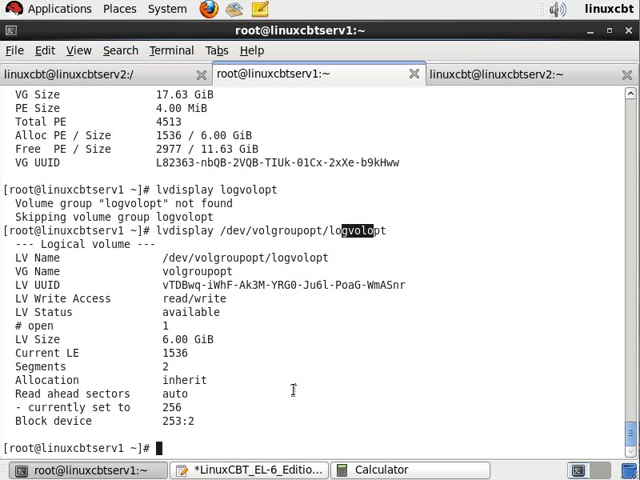 Applications Places System linuxcbt
root@linuxcbtserv1:~
File Edit View Search Terminal Tabs Help
linuxcbt@linuxcbtserv2:/ root@linuxcbtserv1:~ linuxcbt@linuxcbtserv2:~
VG Size 17.63 GiB
PE Size 4.00 MiB
Total PE 4513
Alloc PE / Size 1536 / 6.00 GiB
Free PE / Size 2977 / 11.63 GiB
VG UUID L82363-nbQB-2VQB-TIUk-01Cx-2xXe-b9kHww
[root@linuxcbtserv1 ~]# lvdisplay logvolopt
Volume group "logvolopt" not found
Skipping volume group logvolopt
[root@linuxcbtserv1 ~]# lvdisplay /dev/volgroupopt/logvolopt
--- Logical volume ---
LV Name /dev/volgroupopt/logvolopt
VG Name volgroupopt
LV UUID vTDBwq-iWhF-Ak3M-YRG0-Ju6l-PoaG-WmASnr
LV Write Access read/write
LV Status available
# open 1
LV Size 6.00 GiB
Current LE 1536
Segments 2
Allocation inherit
Read ahead sectors auto
- currently set to 256
Block device 253:2
[root@linuxcbtserv1 ~]#
root@linuxcbtserv1:~ *LinuxCBT_EL-6_Editio... Calculator